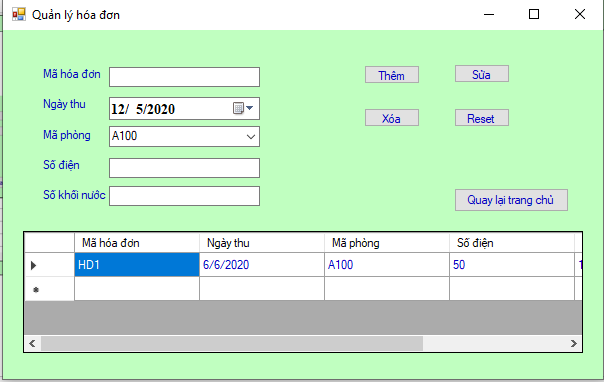 Quản lý hóa đơn
Mã hóa đơn
Thêm
Sửa
Ngày thu
12/ 5/2020
Mã phòng
A100
Xóa
Reset
Số điện
Số khối nước
Quay lại trang chủ
Mã hóa đơn Ngày thu Mã phòng Số điện
HD1 6/6/2020 A100 50 1